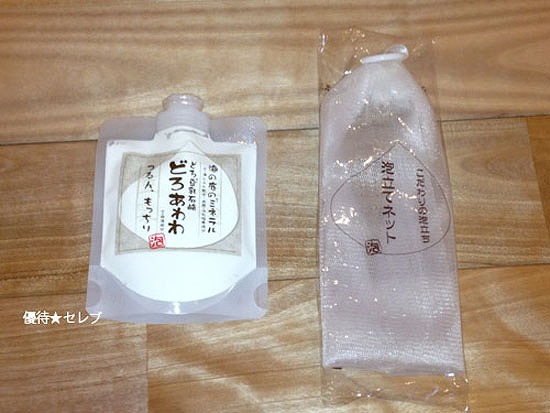 海の底のミネラル
どろ豆乳石鹸
どろあわわ
つるん、もっちり
泡
こだわりの泡立ち
泡立てネット
優待★セレブ